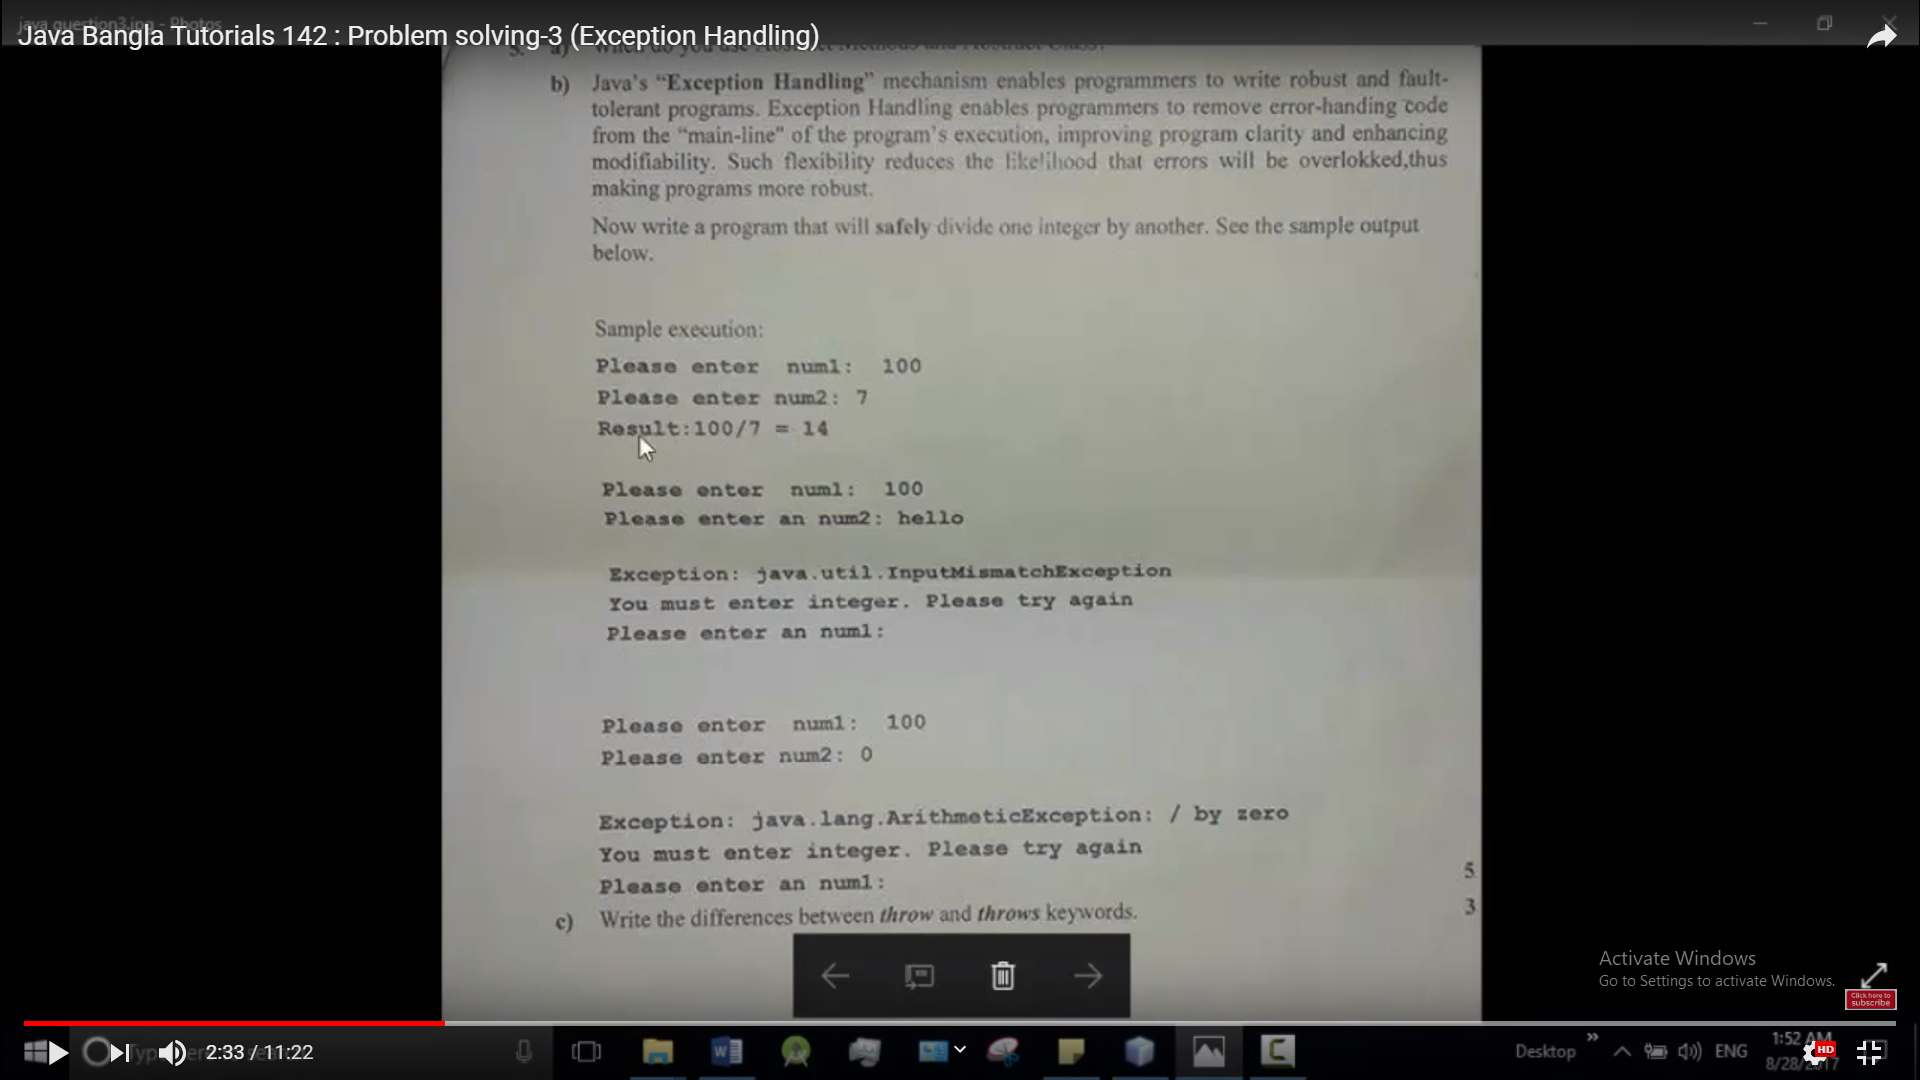 Java Bangla Tutorials 142 : Problem solving-3 (Exception Handling)
b) Java's "Exception Handling" mechanism enables programmers to write robust and fault-
tolerant programs. Exception Handling enables programmers to remove error-handing code
from the "main-line" of the program's execution, improving program clarity and enhancing
modifiability. Such flexibility reduces the likelihood that errors will be overlokked,thus
making programs more robust.
Now write a program that will safely divide one integer by another. See the sample output
below.
Sample execution:
Please enter num1: 100
Please enter num2: 7
Result:100/7 = 14
Please enter num1: 100
Please enter an num2: hello
Exception: java.util.InputMismatchException
You must enter integer. Please try again
Please enter an num1:
Please enter num1: 100
Please enter num2: 0
Exception: java.lang.ArithmeticException: / by zero
You must enter integer. Please try again
Please enter an num1:
5
c) Write the differences between throw and throws keywords.
3
Activate Windows
Go to Settings to activate Windows.
Click here to
subscribe
2:33 / 11:22
Desktop
ENG
1:52 AM
HD